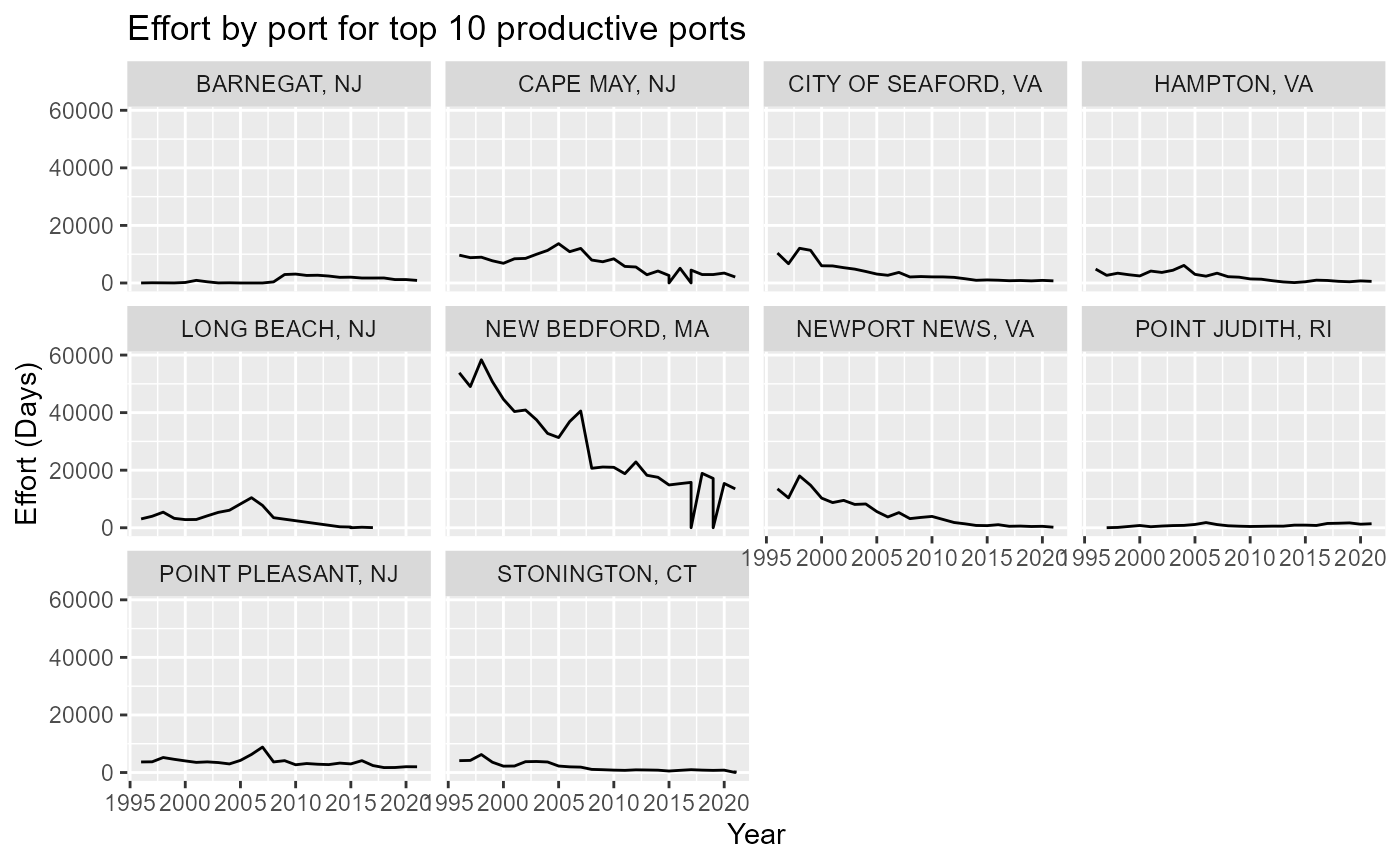 Effort by port for top 10 productive ports
BARNEGAT, NJ
CAPE MAY, NJ
CITY OF SEAFORD, VA
HAMPTON, VA
60000
40000
20000
0
LONG BEACH, NJ
NEW BEDFORD, MA
NEWPORT NEWS, VA
POINT JUDITH, RI
60000
40000
20000
0
1995 2000 2005 2010 2015 2020
1995 2000 2005 2010 2015 2020
POINT PLEASANT, NJ
STONINGTON, CT
60000
40000
20000
0
1995 2000 2005 2010 2015 2020
1995 2000 2005 2010 2015 2020
Effort (Days)
Year